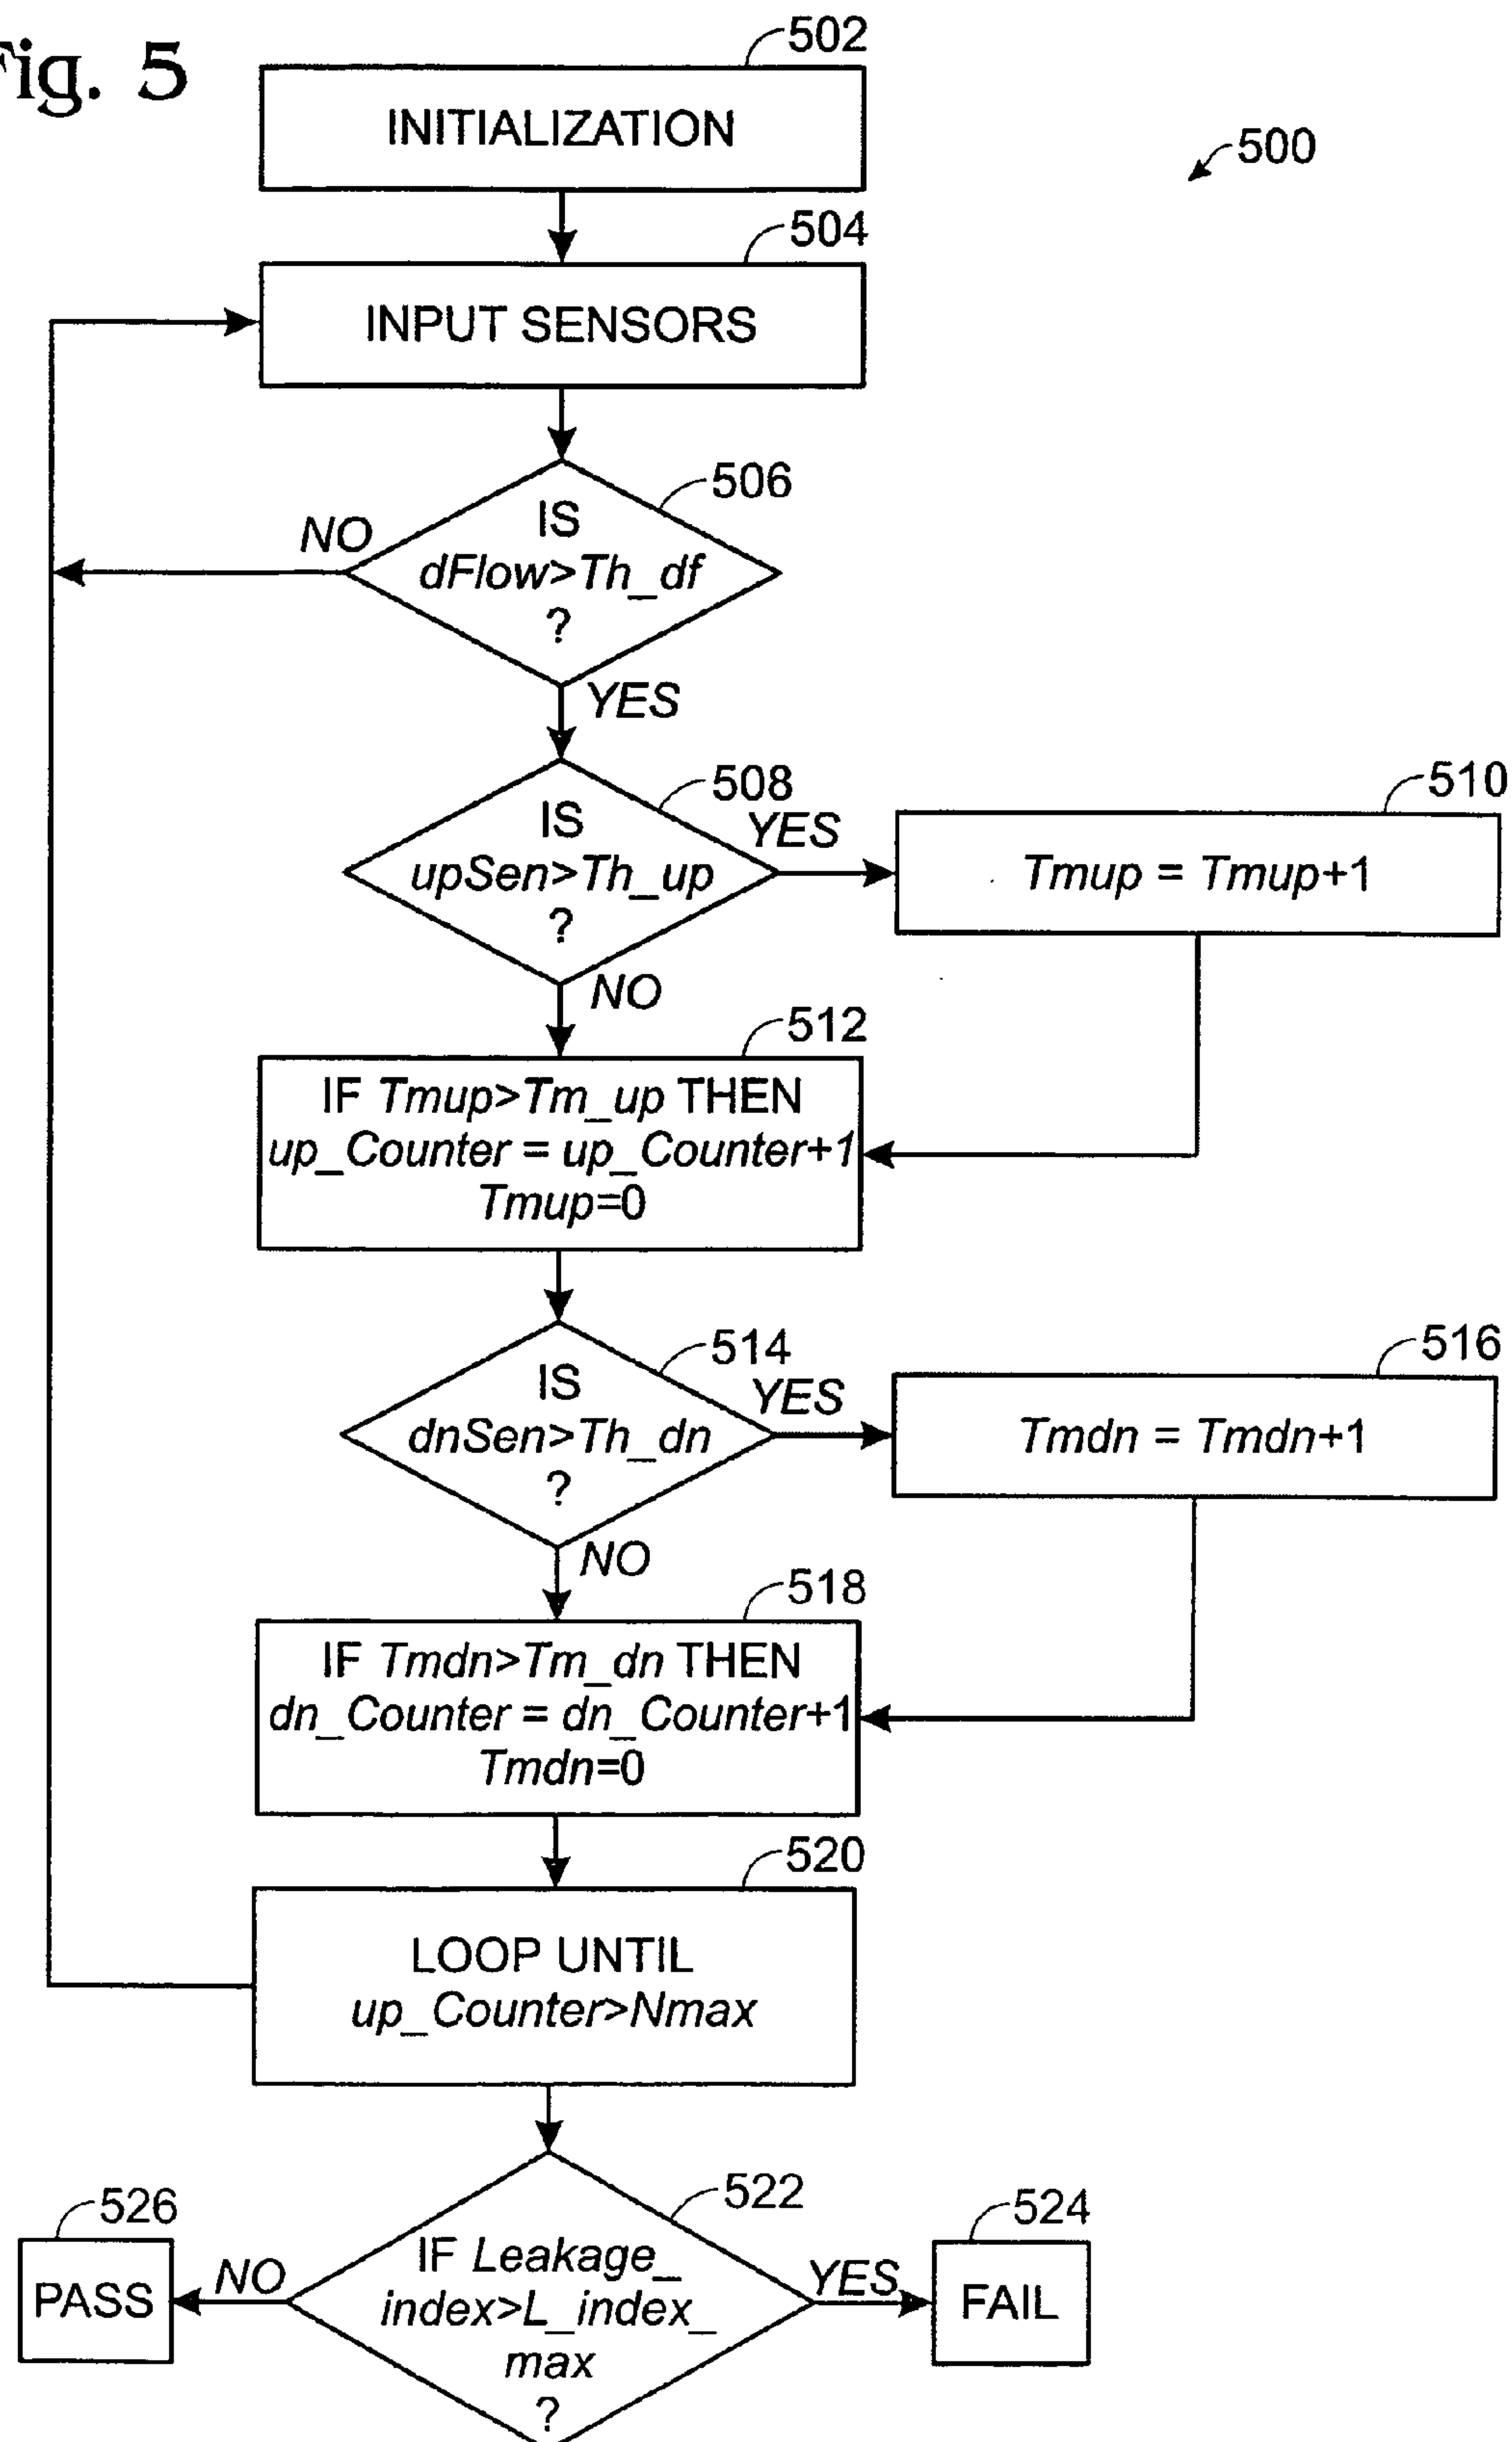 Fig. 5
502
INITIALIZATION
500
504
INPUT SENSORS
506
NO
IS
dFlow>Th_df
?
YES
508
510
IS
YES
upSen>Th_up
Tmup = Tmup+1
?
NO
512
IF Tmup>Tm_up THEN
up_Counter = up_Counter+1
Tmup=0
514
516
IS
YES
dnSen>Th_dn
Tmdn = Tmdn+1
?
NO
518
IF Tmdn>Tm_dn THEN
dn_Counter = dn_Counter+1
Tmdn=0
520
LOOP UNTIL
up_Counter>Nmax
526
522
524
PASS
NO
IF Leakage_
index>L_index_
max
?
YES
FAIL